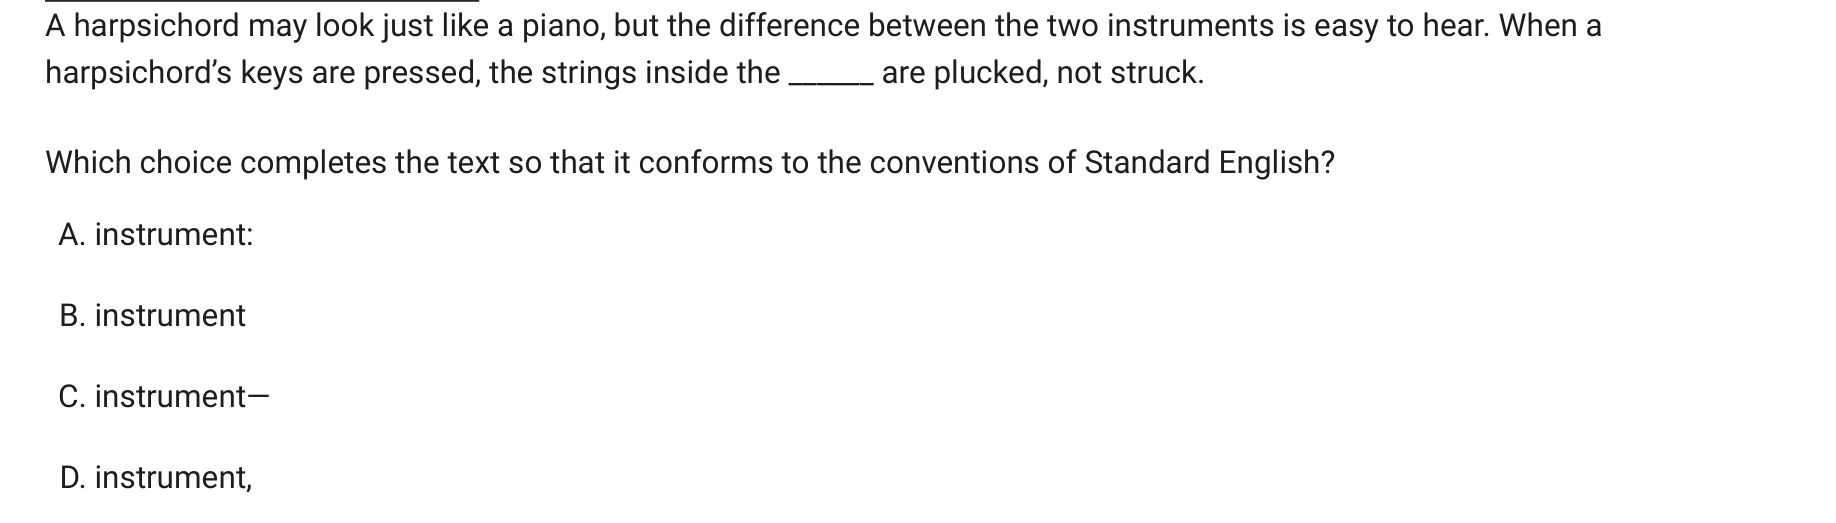 A harpsichord may look just like a piano, but the difference between the two instruments is easy to hear. When a
harpsichord’s keys are pressed, the strings inside the ______ are plucked, not struck.
Which choice completes the text so that it conforms to the conventions of Standard English?
A. instrument:
B. instrument
C. instrument—
D. instrument,